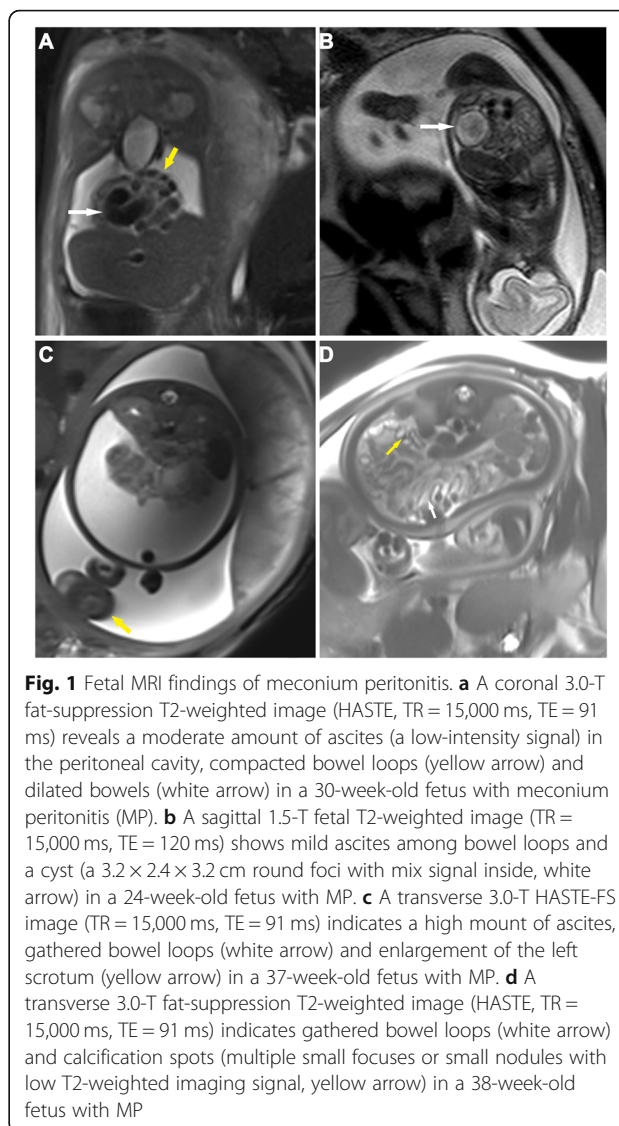 A
B
C
D
Fig. 1 Fetal MRI findings of meconium peritonitis. a A coronal 3.0-T
fat-suppression T2-weighted image (HASTE, TR = 15,000 ms, TE = 91
ms) reveals a moderate amount of ascites (a low-intensity signal) in
the peritoneal cavity, compacted bowel loops (yellow arrow) and
dilated bowels (white arrow) in a 30-week-old fetus with meconium
peritonitis (MP). b A sagittal 1.5-T fetal T2-weighted image (TR =
15,000 ms, TE = 120 ms) shows mild ascites among bowel loops and
a cyst (a 3.2 × 2.4 × 3.2 cm round foci with mix signal inside, white
arrow) in a 24-week-old fetus with MP. c A transverse 3.0-T HASTE-FS
image (TR = 15,000 ms, TE = 91 ms) indicates a high mount of ascites,
gathered bowel loops (white arrow) and enlargement of the left
scrotum (yellow arrow) in a 37-week-old fetus with MP. d A
transverse 3.0-T fat-suppression T2-weighted image (HASTE, TR =
15,000 ms, TE = 91 ms) indicates gathered bowel loops (white arrow)
and calcification spots (multiple small focuses or small nodules with
low T2-weighted imaging signal, yellow arrow) in a 38-week-old
fetus with MP